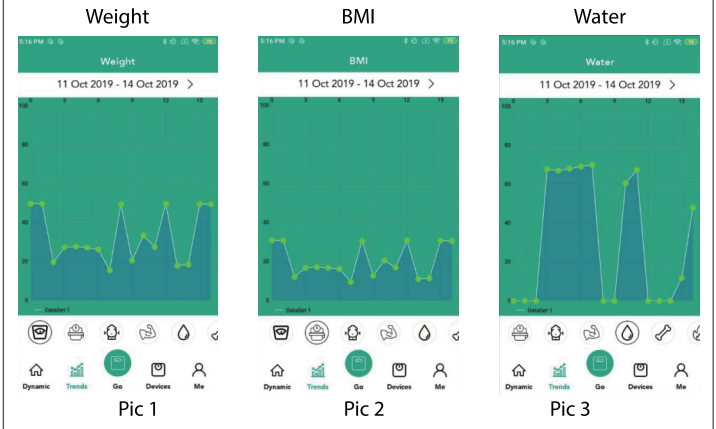 Weight
BMI
Water
5:16 PM
Weight
11 Oct 2019 - 14 Oct 2019 >
0 3 6 9 12 15
100
80
60
40
20
0
DataSet 1
Dynamic Trends Go Devices Me
5:16 PM
BMI
11 Oct 2019 - 14 Oct 2019 >
0 3 6 9 12 15
100
80
60
40
20
0
DataSet 1
Dynamic Trends Go Devices Me
5:16 PM
Water
11 Oct 2019 - 14 Oct 2019 >
0 3 6 9 12 15
100
80
60
40
20
0
DataSet 1
Dynamic Trends Go Devices Me
Pic 1
Pic 2
Pic 3